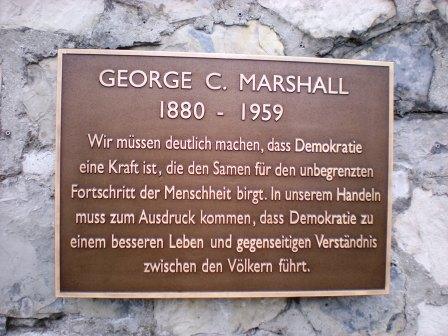 GEORGE C. MARSHALL
1880 - 1959
Wir müssen deutlich machen, dass Demokratie
eine Kraft ist, die den Samen für den unbegrenzten
Fortschritt der Menschheit birgt. In unserem Handeln
muss zum Ausdruck kommen, dass Demokratie zu
einem besseren Leben und gegenseitigen Verständnis
zwischen den Völkern führt.